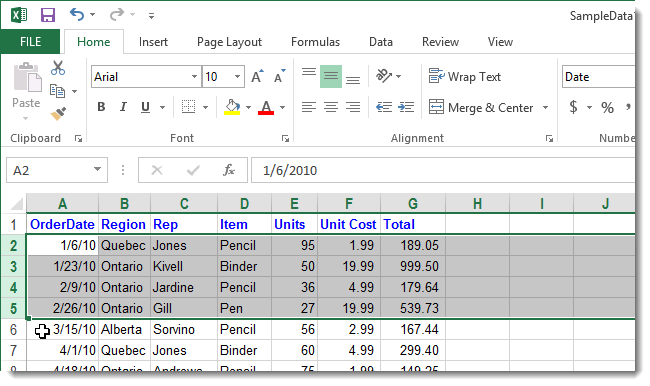 SampleData
FILE Home Insert Page Layout Formulas Data Review View
Arial 10 A A Wrap Text Date
Paste B I U A Merge & Center $ % ,
Clipboard Font Alignment Numbe
A2 fx 1/6/2010
A B C D E F G H I J
1 OrderDate Region Rep Item Units Unit Cost Total
2 1/6/10 Quebec Jones Pencil 95 1.99 189.05
3 1/23/10 Ontario Kivell Binder 50 19.99 999.50
4 2/9/10 Ontario Jardine Pencil 36 4.99 179.64
5 2/26/10 Ontario Gill Pen 27 19.99 539.73
6 3/15/10 Alberta Sorvino Pencil 56 2.99 167.44
7 4/1/10 Quebec Jones Binder 60 4.99 299.40
8 4/18/10 Ontario Andrews Pencil 75 1.99 149.25